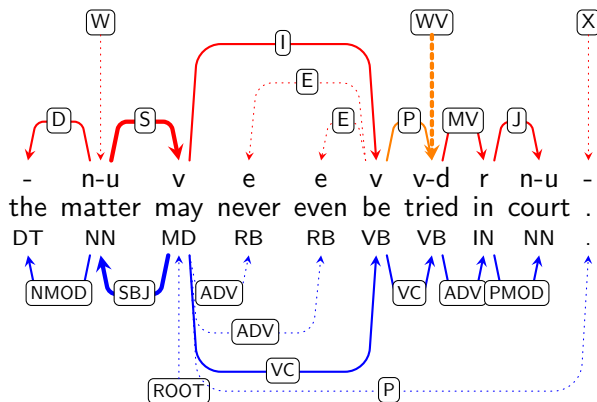 W WV X
I
E
D S E P MV J
- n-u v e e v v-d r n-u -
the matter may never even be tried in court .
DT NN MD RB RB VB VB IN NN .
NMOD SBJ ADV VC ADV PMOD
ADV
VC
ROOT P